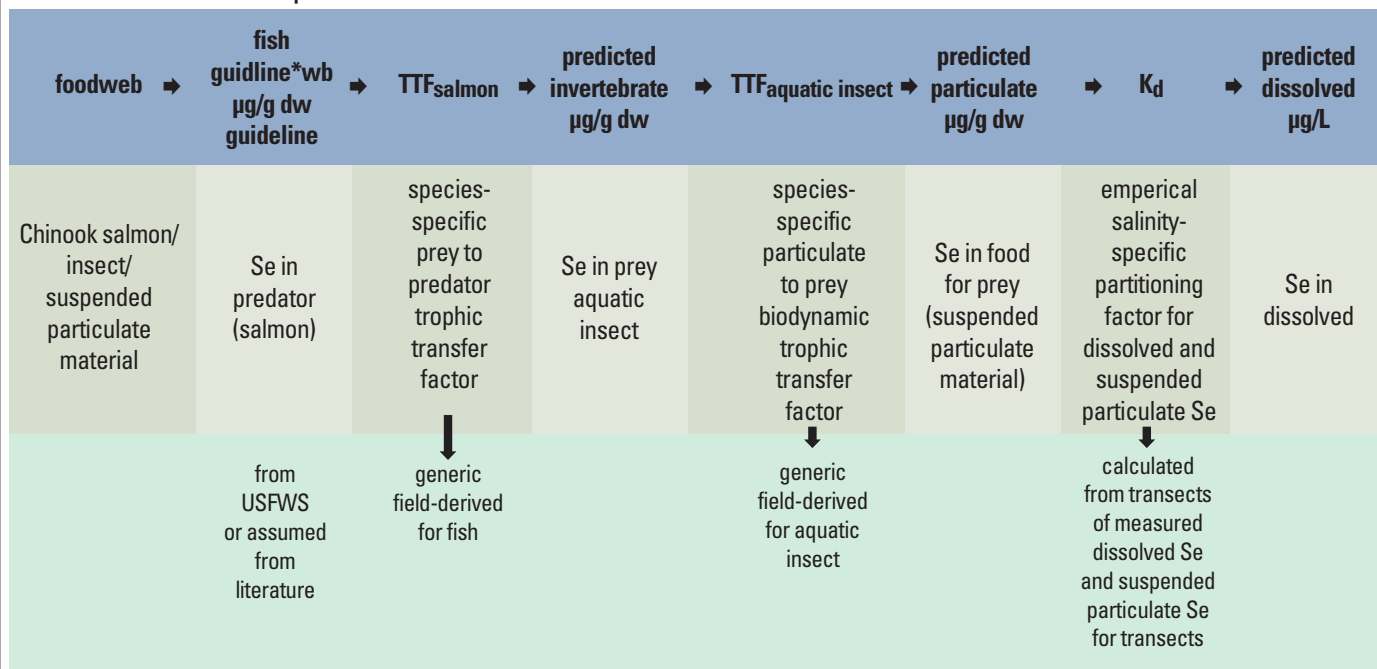 foodweb ➡
fish
guidline*wb
µg/g dw
guideline
➡ TTFsalmon ➡
predicted
invertebrate
µg/g dw
➡ TTFaquatic insect ➡
predicted
particulate
µg/g dw
➡ Kd ➡
predicted
dissolved
µg/L
Chinook salmon/
insect/
suspended
particulate
material
Se in
predator
(salmon)
species-
specific
prey to
predator
trophic
transfer
factor
Se in prey
aquatic
insect
species-
specific
particulate
to prey
biodynamic
trophic
transfer
factor
Se in food
for prey
(suspended
particulate
material)
emperical
salinity-
specific
partitioning
factor for
dissolved and
suspended
particulate Se
Se in
dissolved
from
USFWS
or assumed
from
literature
generic
field-derived
for fish
generic
field-derived
for aquatic
insect
calculated
from transects
of measured
dissolved Se
and suspended
particulate Se
for transects